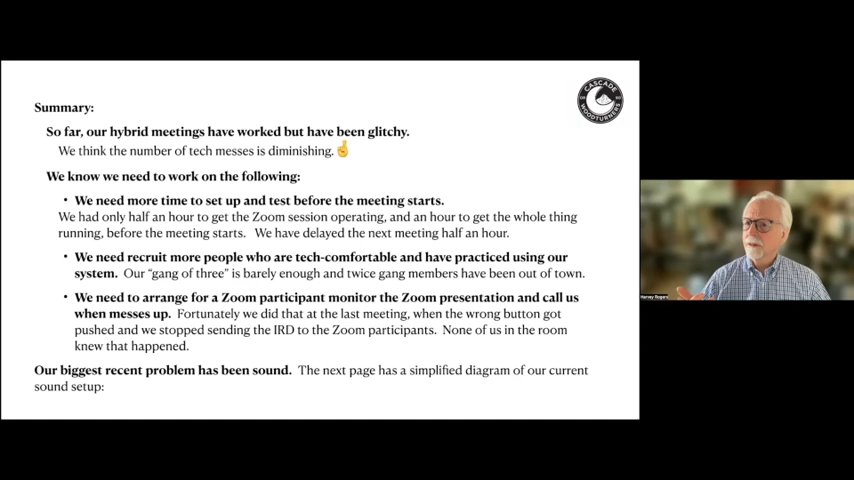 CASCADE
WOODTURNERS
Summary:
So far, our hybrid meetings have worked but have been glitchy.
We think the number of tech messes is diminishing.
We know we need to work on the following:
• We need more time to set up and test before the meeting starts.
We had only half an hour to get the Zoom session operating, and an hour to get the whole thing
running, before the meeting starts. We have delayed the next meeting half an hour.
• We need recruit more people who are tech-comfortable and have practiced using our
system. Our “gang of three” is barely enough and twice gang members have been out of town.
• We need to arrange for a Zoom participant monitor the Zoom presentation and call us
when messes up. Fortunately we did that at the last meeting, when the wrong button got
pushed and we stopped sending the IRD to the Zoom participants. None of us in the room
knew that happened.
Our biggest recent problem has been sound. The next page has a simplified diagram of our current
sound setup:
Harvey Rogers